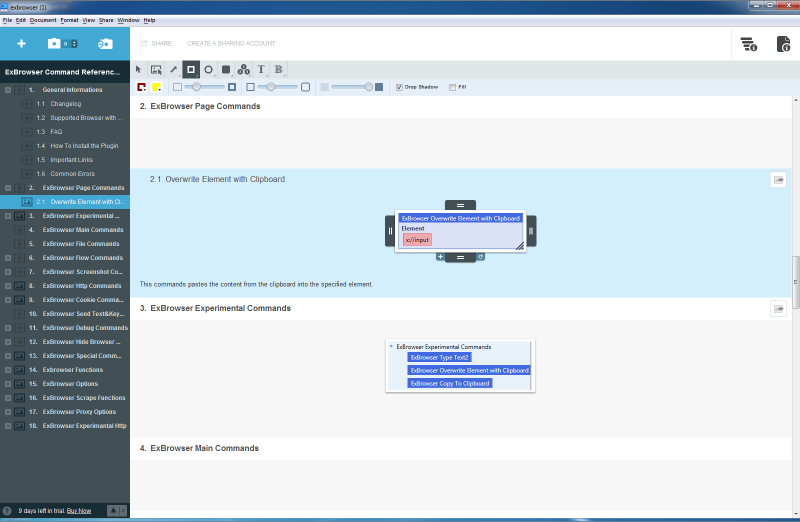 exbrowser (1)
File Edit Document Format View Share Window Help
0
SHARE CREATE A SHARING ACCOUNT
ExBrowser Command Referenc...
T B
Drop Shadow Fill
1. General Informations
1.1 Changelog
1.2 Supported Browser with ...
1.3 FAQ
1.4 How To Install the Plugin
1.5 Important Links
1.6 Common Errors
2. ExBrowser Page Commands
2.1 Overwrite Element with Cl...
3. ExBrowser Experimental ...
4. ExBrowser Main Commands
5. ExBrowser File Commands
6. ExBrowser Flow Commands
7. ExBrowser Screenshot Co...
8. ExBrowser Http Commands
9. ExBrowser Cookie Comma...
10. ExBrowser Send Text&Key...
11. ExBrowser Debug Commands
12. ExBrowser Hide Browser ...
13. ExBrowser Special Comm...
14. Exbrowser Functions
15. ExBrowser Options
16. ExBrowser Scrape Functions
17. ExBrowser Proxy Options
18. ExBrowser Experimantal Http
9 days left in trial. Buy Now
2. ExBrowser Page Commands
2.1 Overwrite Element with Clipboard
ExBrowser Overwrite Element with Clipboard
Element
x://input
This commands pastes the content from the clipboard into the specified element.
3. ExBrowser Experimental Commands
ExBrowser Experimental Commands
ExBrowser Type Text2
ExBrowser Overwrite Element with Clipboard
ExBrowser Copy To Clipboard
4. ExBrowser Main Commands